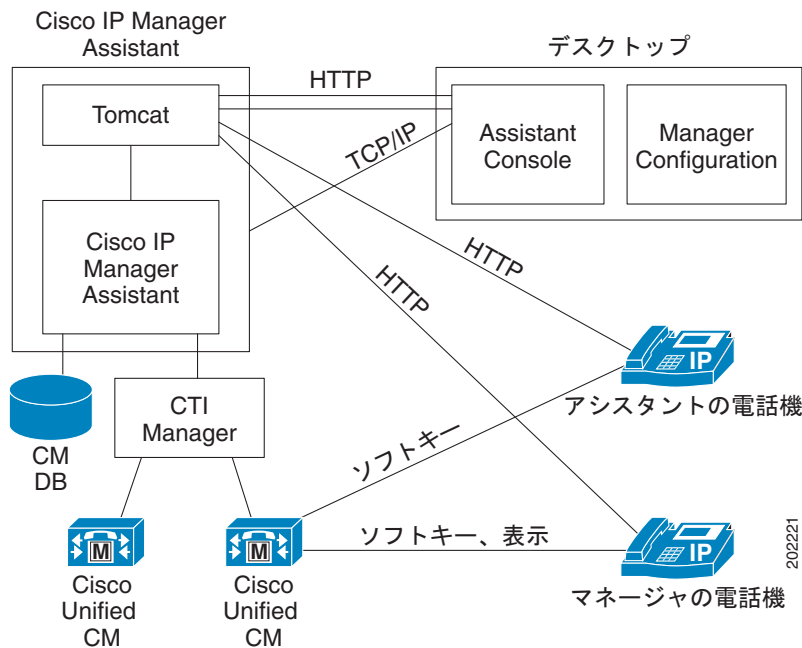 Cisco IP Manager
Assistant
デスクトップ
HTTP
Tomcat
Assistant
Console
Manager
Configuration
TCP/IP
Cisco IP
Manager
Assistant
HTTP
HTTP
IP
アシスタントの電話機
CTI
Manager
CM
DB
ソフトキー
ソフトキー、表示
M
M
IP
Cisco
Unified
CM
Cisco
Unified
CM
マネージャの電話機
202221